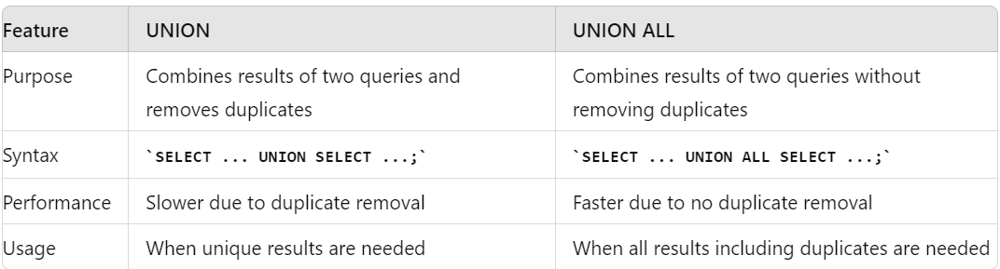 Feature UNION UNION ALL
Purpose Combines results of two queries and removes duplicates Combines results of two queries without removing duplicates
Syntax `SELECT ... UNION SELECT ...;` `SELECT ... UNION ALL SELECT ...;`
Performance Slower due to duplicate removal Faster due to no duplicate removal
Usage When unique results are needed When all results including duplicates are needed